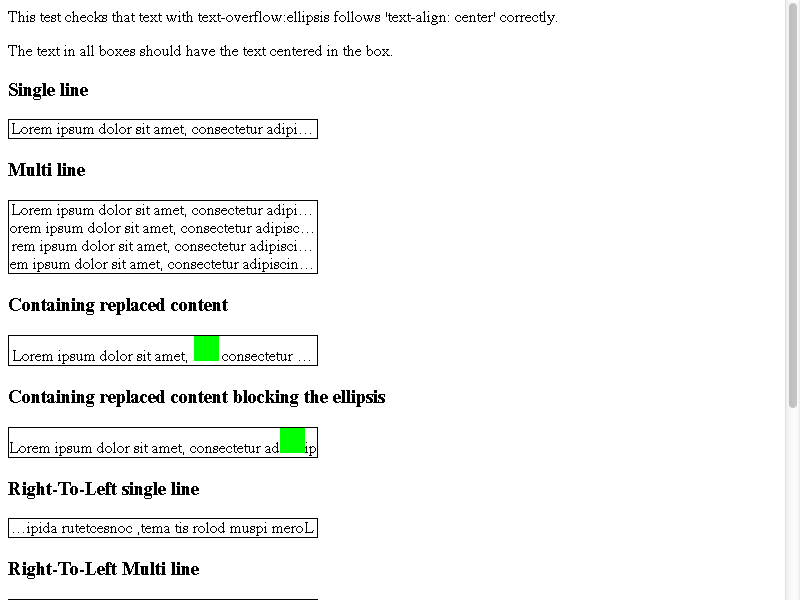 This test checks that text with text-overflow:ellipsis follows 'text-align: center' correctly.
The text in all boxes should have the text centered in the box.
Single line
Lorem ipsum dolor sit amet, consectetur adipi…
Multi line
Lorem ipsum dolor sit amet, consectetur adipi…
orem ipsum dolor sit amet, consectetur adipisc…
rem ipsum dolor sit amet, consectetur adipisci…
em ipsum dolor sit amet, consectetur adipiscin…
Containing replaced content
Lorem ipsum dolor sit amet, consectetur …
Containing replaced content blocking the ellipsis
Lorem ipsum dolor sit amet, consectetur ad ip
Right-To-Left single line
…ipida rutetcesnoc ,tema tis rolod muspi meroL
Right-To-Left Multi line